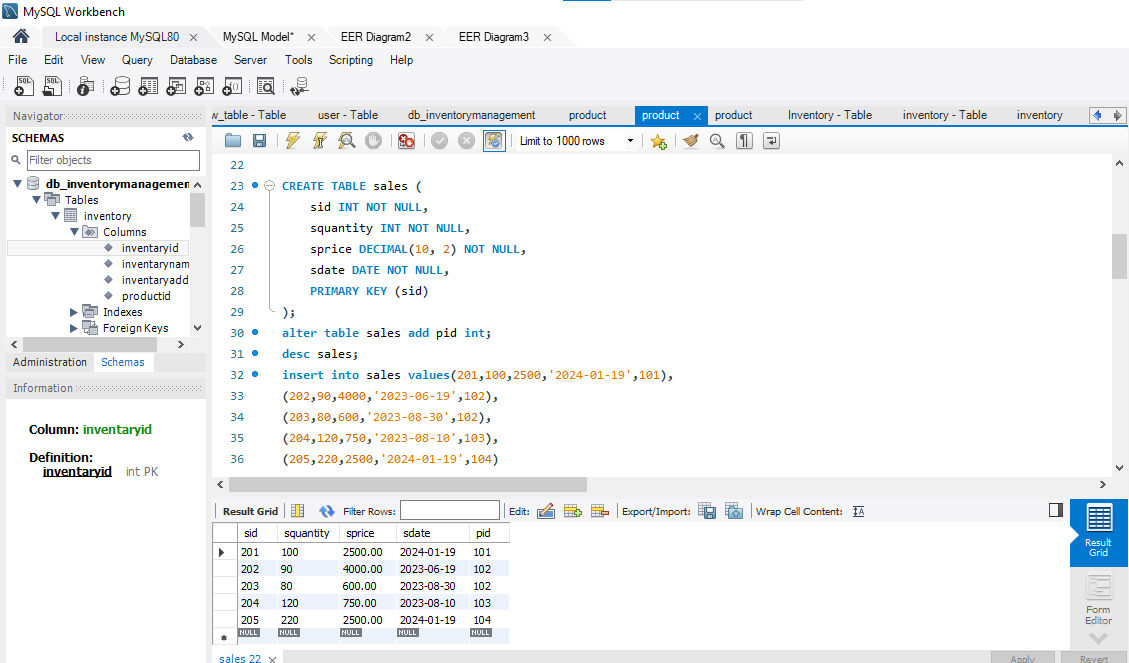 MySQL Workbench
Local instance MySQL80 × MySQL Model* × EER Diagram2 × EER Diagram3 ×
File Edit View Query Database Server Tools Scripting Help
Navigator
w_table - Table user - Table db_inventorymanagement product product × product Inventory - Table inventory - Table inventory
SCHEMAS
Limit to 1000 rows
Filter objects
db_inventorymanagemen
Tables
inventory
Columns
inventaryid
inventarynam
inventaryadd
productid
Indexes
Foreign Keys
Administration Schemas
Information
Column: inventaryid
Definition:
inventaryid int PK
22
23 CREATE TABLE sales (
24 sid INT NOT NULL,
25 squantity INT NOT NULL,
26 sprice DECIMAL(10, 2) NOT NULL,
27 sdate DATE NOT NULL,
28 PRIMARY KEY (sid)
29 );
30 alter table sales add pid int;
31 desc sales;
32 insert into sales values(201,100,2500,'2024-01-19',101),
33 (202,90,4000,'2023-06-19',102),
34 (203,80,600,'2023-08-30',102),
35 (204,120,750,'2023-08-10',103),
36 (205,220,2500,'2024-01-19',104)
Result Grid Filter Rows: Edit: Export/Import: Wrap Cell Content:
sid squantity sprice sdate pid
201 100 2500.00 2024-01-19 101
202 90 4000.00 2023-06-19 102
203 80 600.00 2023-08-30 102
204 120 750.00 2023-08-10 103
205 220 2500.00 2024-01-19 104
NULL NULL NULL NULL NULL
Result
Grid
Form
Editor
sales 22 ×
Apply Revert